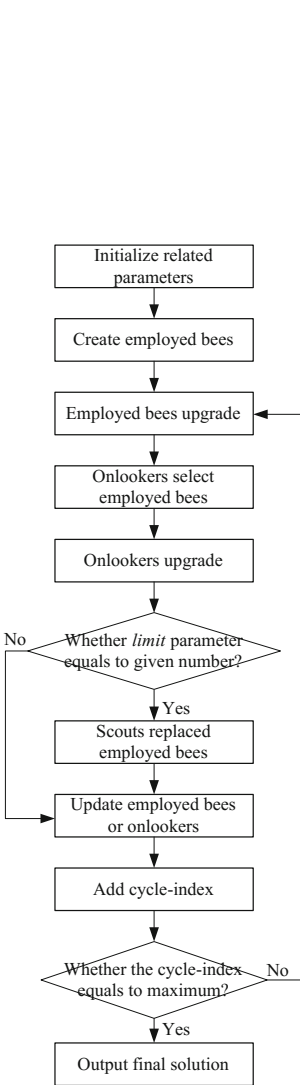 Initialize related
parameters
Create employed bees
Employed bees upgrade
Onlookers select
employed bees
Onlookers upgrade
No
Whether limit parameter
equals to given number?
Yes
Scouts replaced
employed bees
Update employed bees
or onlookers
Add cycle-index
Whether the cycle-index
equals to maximum?
No
Yes
Output final solution